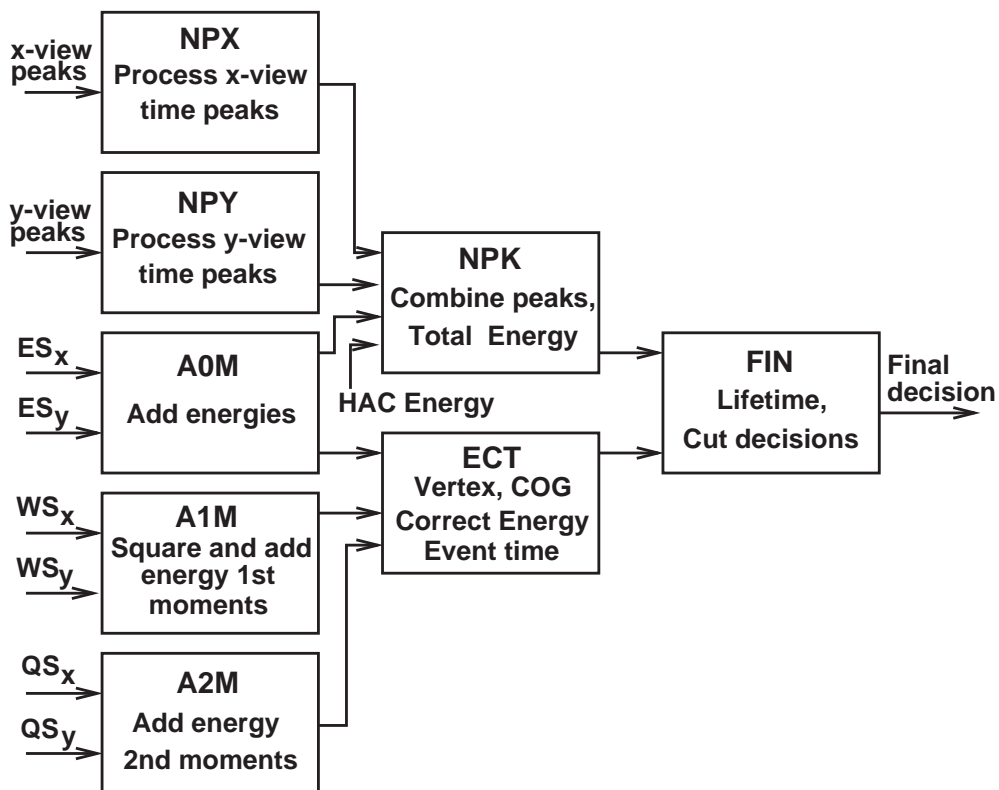 x-view
peaks
NPX
Process x-view
time peaks
y-view
peaks
NPY
Process y-view
time peaks
ESx
ESy
A0M
Add energies
WSx
WSy
A1M
Square and add
energy 1st
moments
QSx
QSy
A2M
Add energy
2nd moments
NPK
Combine peaks,
Total Energy
HAC Energy
ECT
Vertex, COG
Correct Energy
Event time
FIN
Lifetime,
Cut decisions
Final
decision